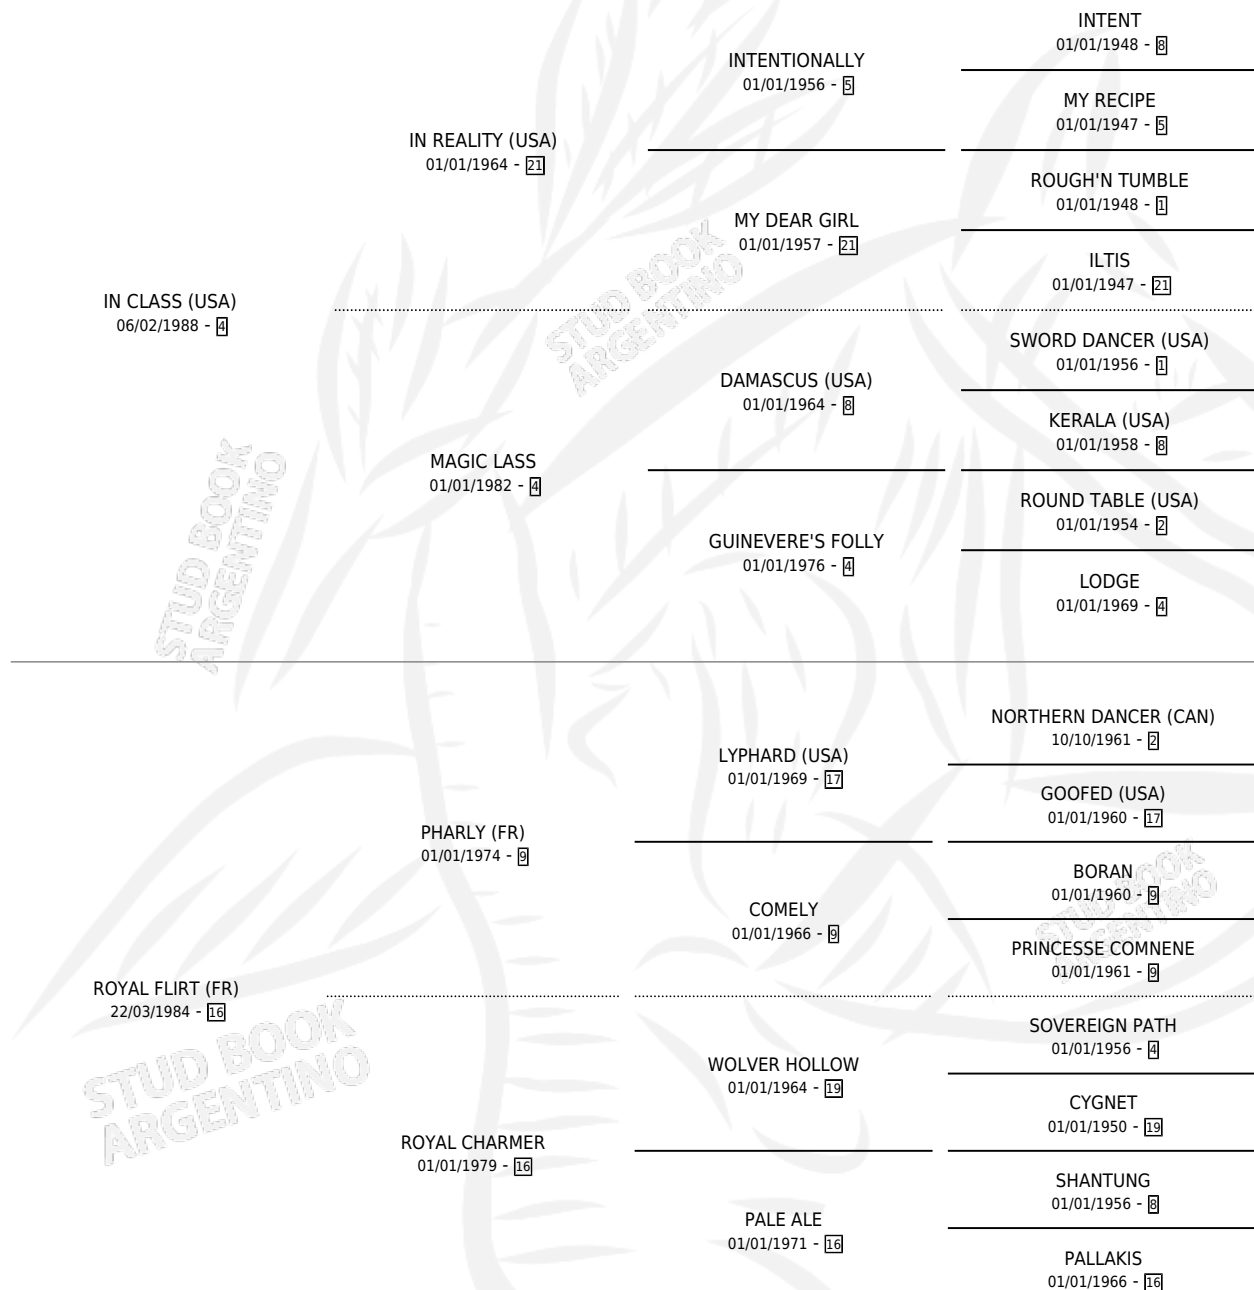 INTENT
01/01/1948 - 8
INTENTIONALLY
01/01/1956 - 5
MY RECIPE
01/01/1947 - 5
IN REALITY (USA)
01/01/1964 - 21
ROUGH'N TUMBLE
01/01/1948 - 1
MY DEAR GIRL
01/01/1957 - 21
ILTIS
01/01/1947 - 21
IN CLASS (USA)
06/02/1988 - 4
STUD BOOK
ARGENTINO
SWORD DANCER (USA)
01/01/1956 - 1
DAMASCUS (USA)
01/01/1964 - 8
KERALA (USA)
01/01/1958 - 8
MAGIC LASS
01/01/1982 - 4
ROUND TABLE (USA)
01/01/1954 - 2
GUINEVERE'S FOLLY
01/01/1976 - 4
LODGE
01/01/1969 - 4
STUD BOOK
ARGENTINO
NORTHERN DANCER (CAN)
10/10/1961 - 2
LYPHARD (USA)
01/01/1969 - 17
GOOFED (USA)
01/01/1960 - 17
PHARLY (FR)
01/01/1974 - 9
BORAN
01/01/1960 - 9
COMELY
01/01/1966 - 9
PRINCESSE COMNENE
01/01/1961 - 9
STUD BOOK
ARGENTINO
ROYAL FLIRT (FR)
22/03/1984 - 16
SOVEREIGN PATH
01/01/1956 - 4
WOLVER HOLLOW
01/01/1964 - 19
CYGNET
01/01/1950 - 19
STUD BOOK
ARGENTINO
ROYAL CHARMER
01/01/1979 - 16
SHANTUNG
01/01/1956 - 8
PALE ALE
01/01/1971 - 16
PALLAKIS
01/01/1966 - 16